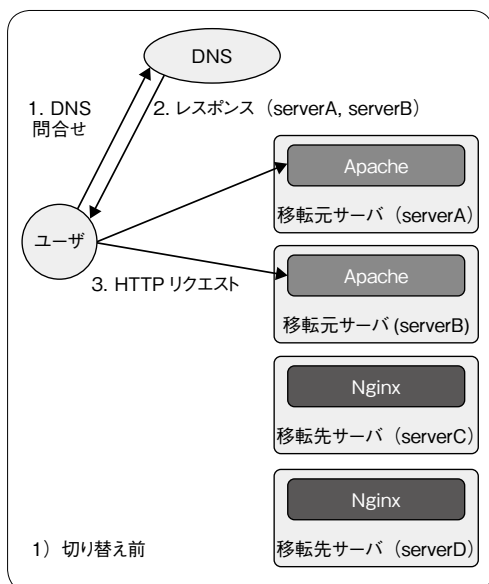 DNS
1. DNS
問合せ
2. レスポンス（serverA, serverB）
Apache
移転元サーバ（serverA）
ユーザ
3. HTTP リクエスト
Apache
移転元サーバ (serverB)
Nginx
移転先サーバ（serverC）
Nginx
移転先サーバ（serverD）
1）切り替え前